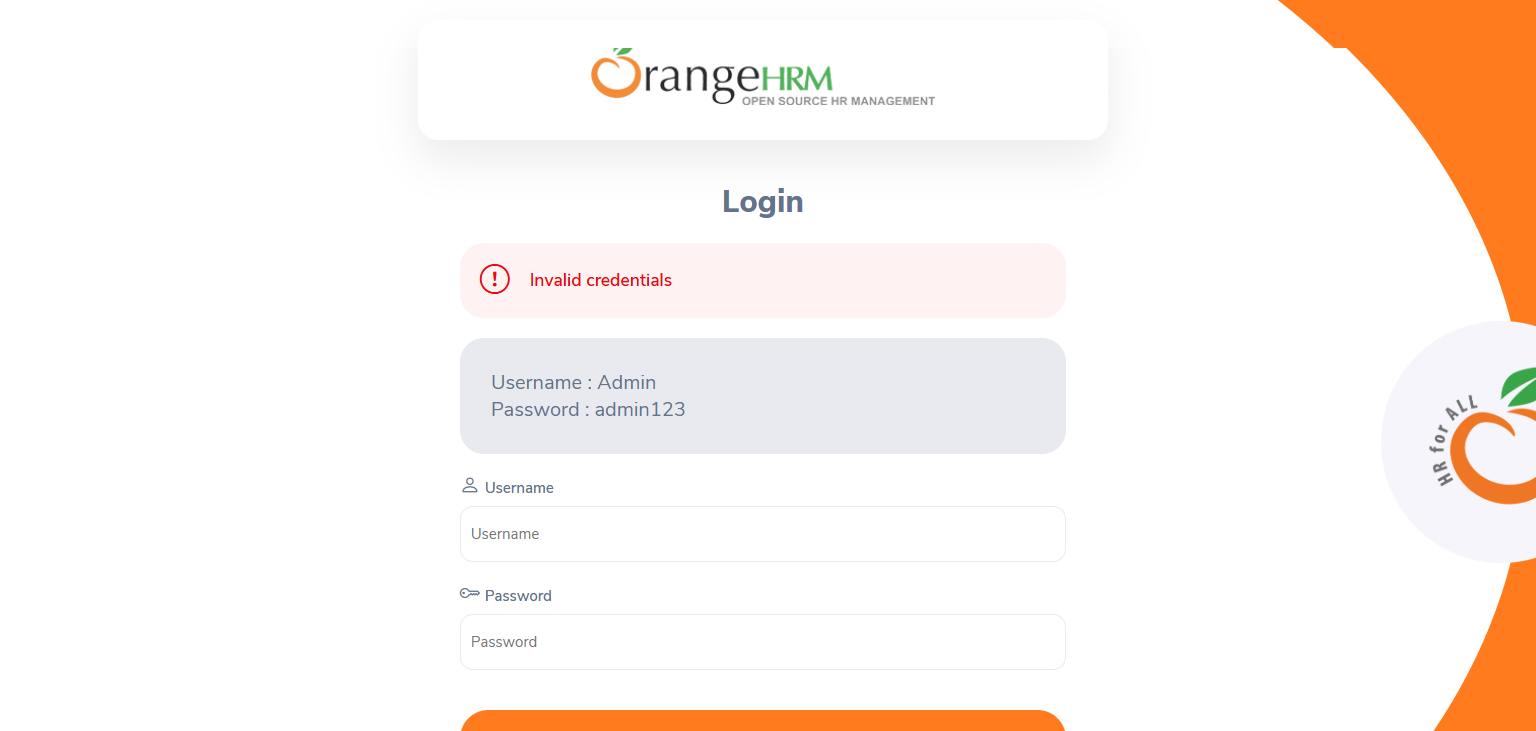 OrangeHRM
OPEN SOURCE HR MANAGEMENT
Login
! Invalid credentials
Username : Admin
Password : admin123
HR for ALL
Username
Username
Password
Password